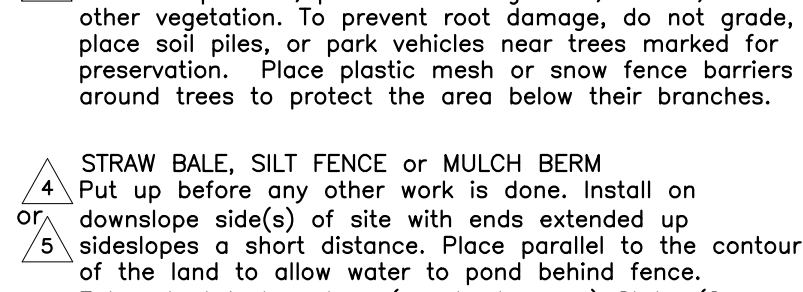 other vegetation. To prevent root damage, do not grade,
place soil piles, or park vehicles near trees marked for
preservation. Place plastic mesh or snow fence barriers
around trees to protect the area below their branches.
STRAW BALE, SILT FENCE or MULCH BERM
4 Put up before any other work is done. Install on
or downslope side(s) of site with ends extended up
5 sideslopes a short distance. Place parallel to the contour
of the land to allow water to pond behind fence.